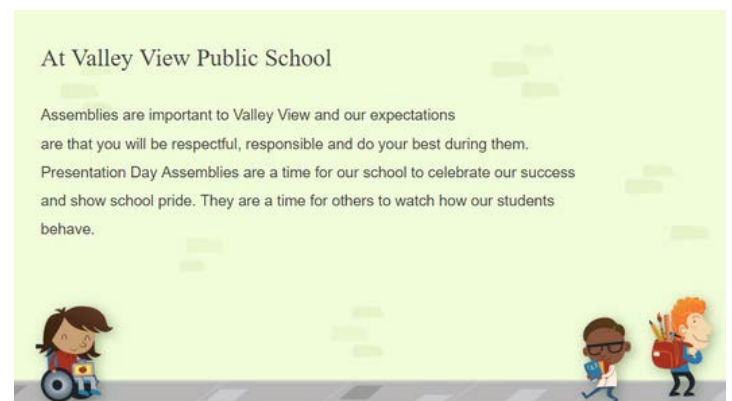 At Valley View Public School
Assemblies are important to Valley View and our expectations
are that you will be respectful, responsible and do your best during them.
Presentation Day Assemblies are a time for our school to celebrate our success
and show school pride. They are a time for others to watch how our students
behave.